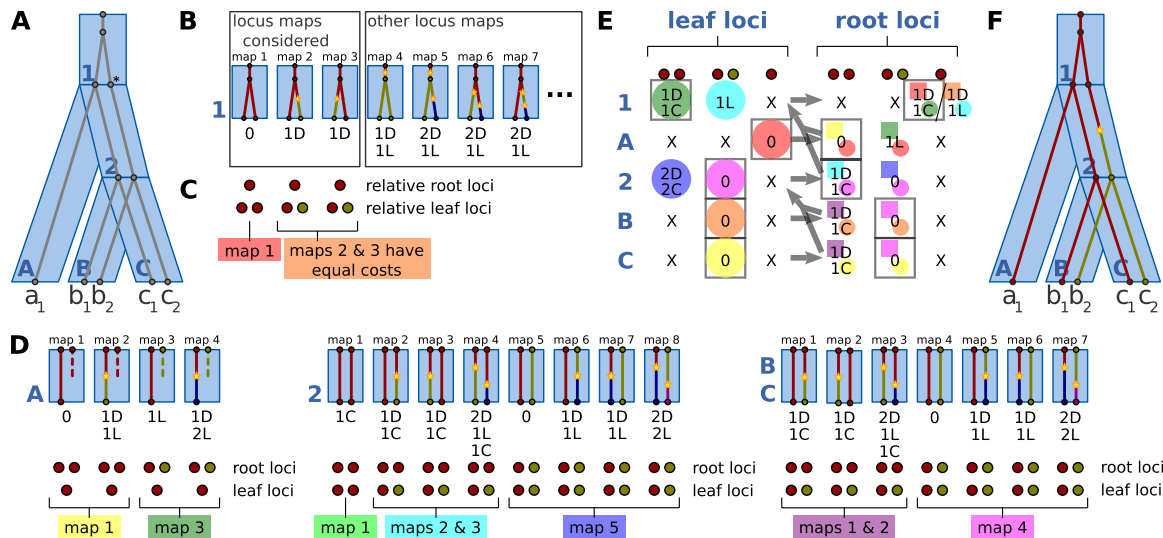 A
1
*
2
A
B
C
a1
b1 b2
c1 c2
B
locus maps
considered
other locus maps
map 1
map 2
map 3
map 4
map 5
map 6
map 7
1
...
0
1D
1D
1D
1L
2D
1L
2D
1L
2D
1L
C
relative root loci
relative leaf loci
map 1
maps 2 & 3 have
equal costs
E
leaf loci
root loci
1
1D
1C
1L
X
X
X
1D
1C
/
1D
1L
A
X
X
0
0
1L
X
2
2D
2C
0
X
1D
1C
0
X
B
X
0
X
1D
1C
0
X
C
X
0
X
1D
1C
0
X
F
1
2
A
B
C
a1
b1 b2
c1 c2
D
map 1
map 2
map 3
map 4
A
0
1D
1L
1L
1D
2L
root loci
leaf loci
map 1
map 3
map 1
map 2
map 3
map 4
map 5
map 6
map 7
map 8
2
1C
1D
1C
1D
1C
2D
1L
1C
0
1D
1L
1D
1L
2D
2L
root loci
leaf loci
map 1
maps 2 & 3
map 5
map 1
map 2
map 3
map 4
map 5
map 6
map 7
B
C
1D
1C
1D
1C
2D
1L
1C
0
1D
1L
1D
1L
2D
2L
root loci
leaf loci
maps 1 & 2
map 4